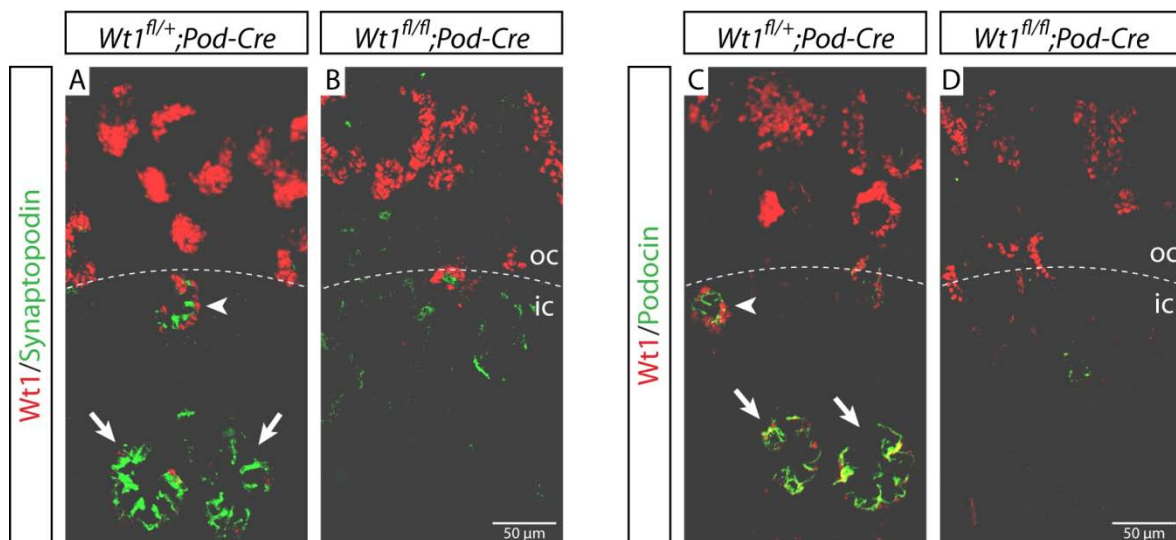 Wt1fl/+;Pod-Cre
Wt1fl/fl;Pod-Cre
Wt1/Synaptopodin
A
B
oc
ic
50 µm
Wt1fl/+;Pod-Cre
Wt1fl/fl;Pod-Cre
Wt1/Podocin
C
D
oc
ic
50 µm